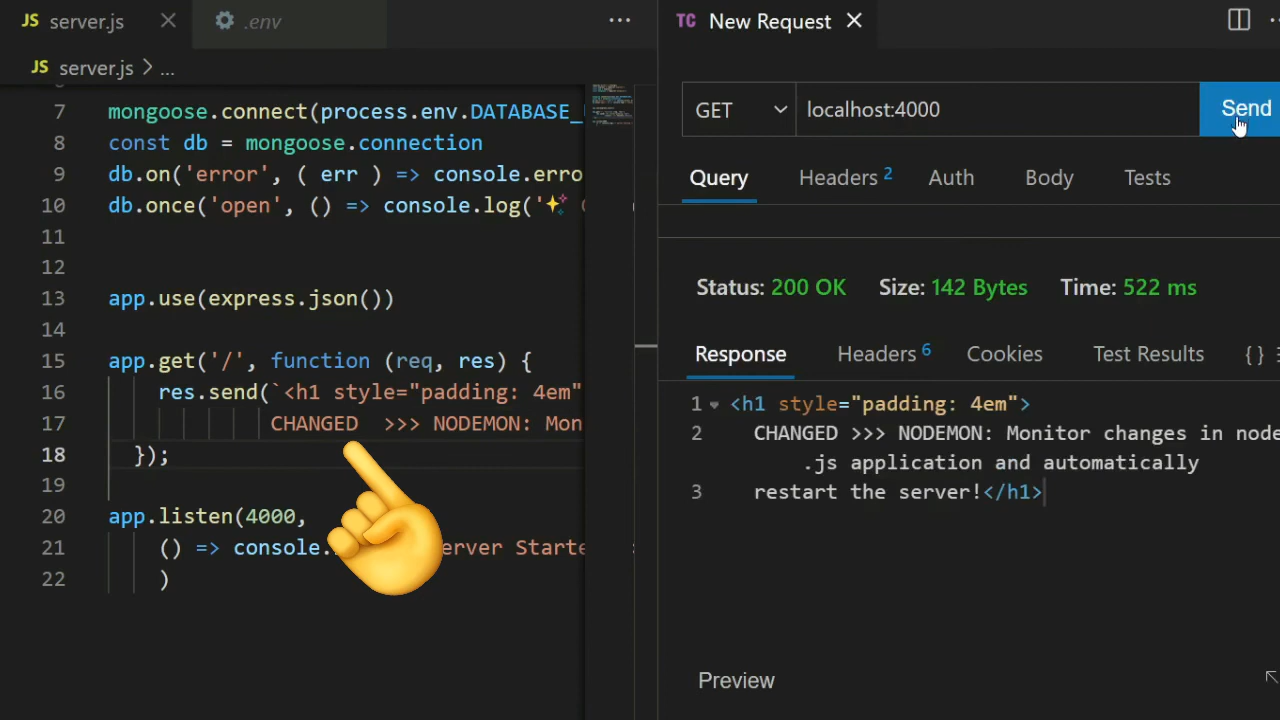 JS server.js
.env
...
TC New Request
JS server.js > ...
7 mongoose.connect(process.env.DATABASE_
8 const db = mongoose.connection
9 db.on('error', ( err ) => console.erro
10 db.once('open', () => console.log('✨
11
12
13 app.use(express.json())
14
15 app.get('/', function (req, res) {
16 res.send(`<h1 style="padding: 4em"
17 CHANGED >>> NODEMON: Mon
18 });
19
20 app.listen(4000,
21 () => console. erver Starte
22 )
GET localhost:4000 Send
Query Headers 2 Auth Body Tests
Status: 200 OK Size: 142 Bytes Time: 522 ms
Response Headers 6 Cookies Test Results {}
1 <h1 style="padding: 4em">
2 CHANGED >>> NODEMON: Monitor changes in node
.js application and automatically
3 restart the server!</h1>
Preview